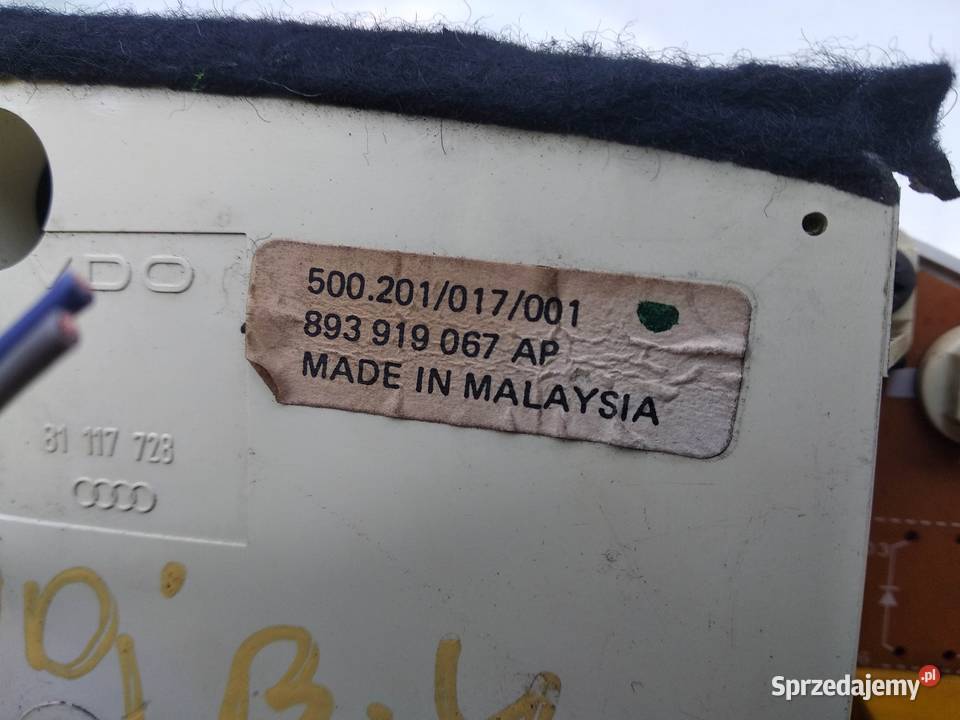 VDO
500.201/017/001
893 919 067 AP
MADE IN MALAYSIA
81 117 728
Sprzedajemy.pl